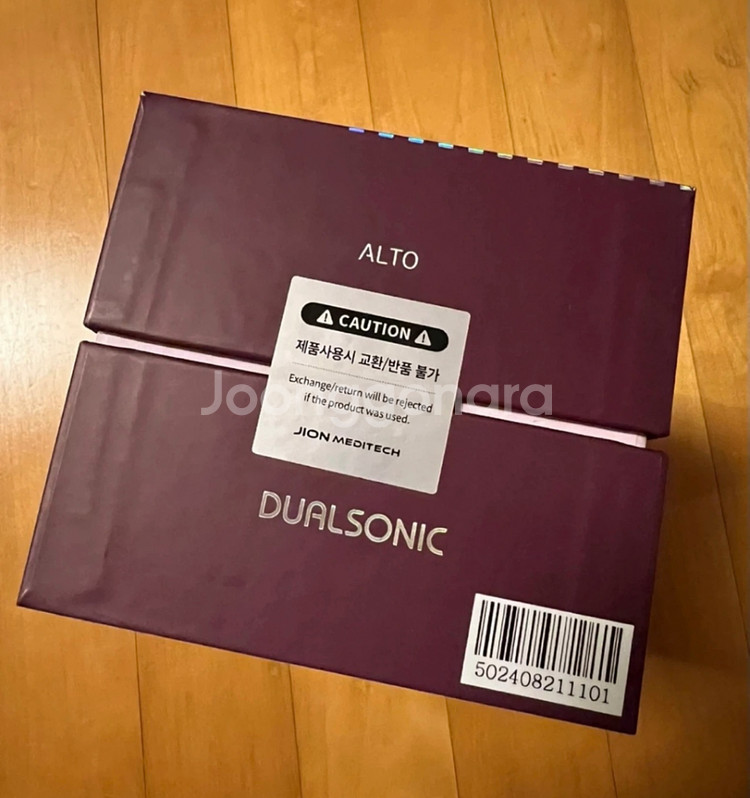 ALTO
CAUTION
제품사용시 교환/반품 불가
Exchange/return will be rejected
if the product was used.
JION MEDITECH
Joonggonara
DUALSONIC
502408211101